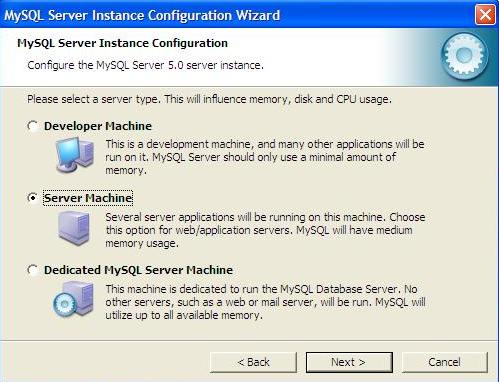 MySQL Server Instance Configuration Wizard
MySQL Server Instance Configuration
Configure the MySQL Server 5.0 server instance.
Please select a server type. This will influence memory, disk and CPU usage.
Developer Machine
This is a development machine, and many other applications will be
run on it. MySQL Server should only use a minimal amount of
memory.
Server Machine
Several server applications will be running on this machine. Choose
this option for web/application servers. MySQL will have medium
memory usage.
Dedicated MySQL Server Machine
This machine is dedicated to run the MySQL Database Server. No
other servers, such as a web or mail server, will be run. MySQL will
utilize up to all available memory.
< Back
Next >
Cancel